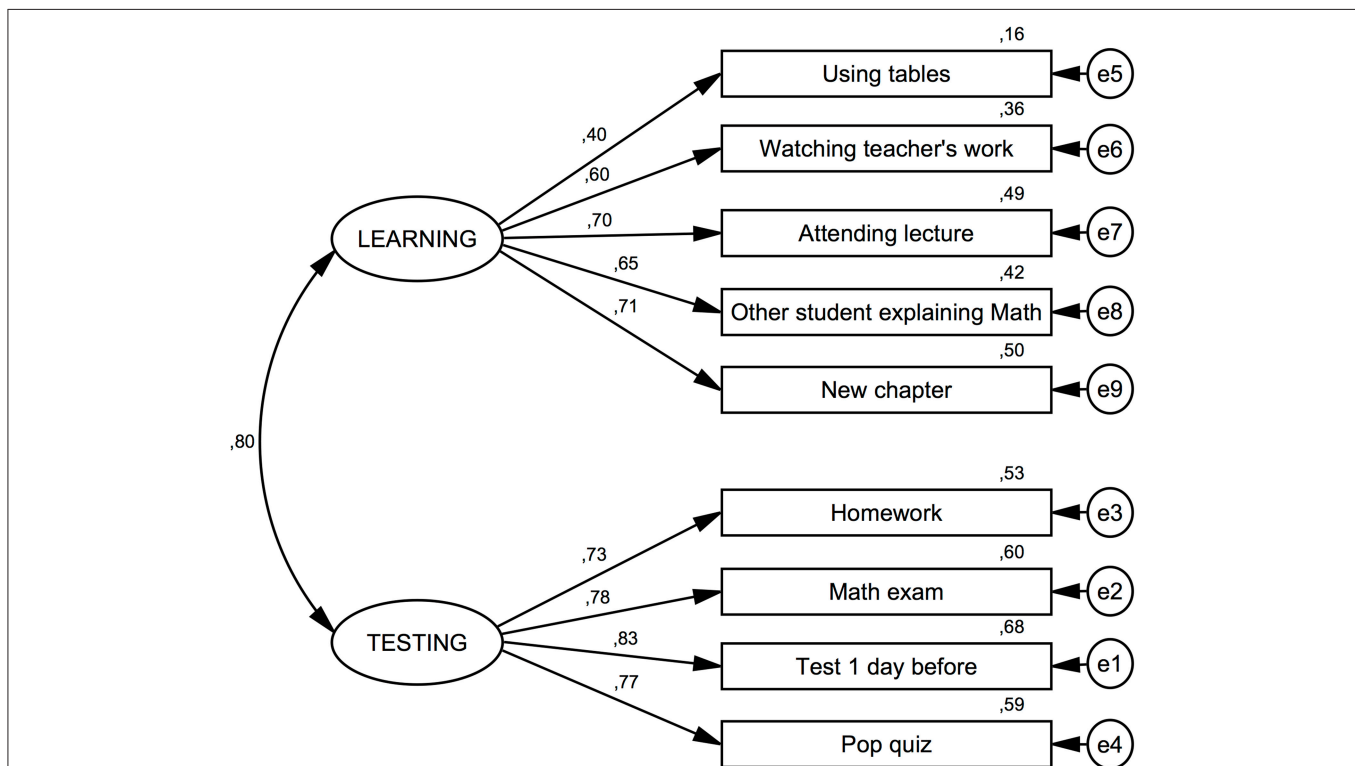 ,16
Using tables
e5
,40
,36
Watching teacher's work
e6
,60
,49
LEARNING
,70
Attending lecture
e7
,65
,42
Other student explaining Math
e8
,71
,50
New chapter
e9
,80
,53
Homework
e3
,73
,60
Math exam
e2
,78
,68
TESTING
,83
Test 1 day before
e1
,77
,59
Pop quiz
e4